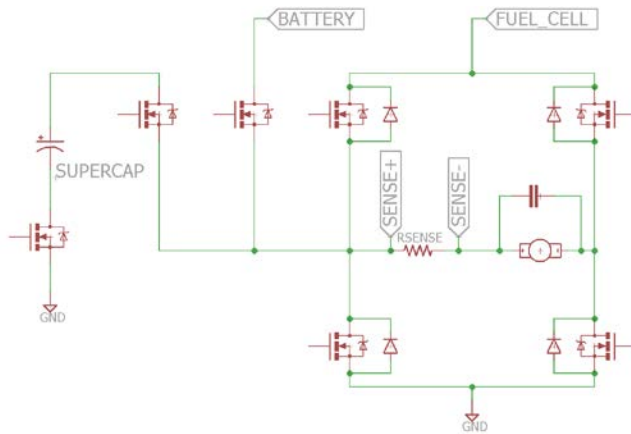 BATTERY
FUEL_CELL
+
SUPERCAP
SENSE+
SENSE-
RSENSE
GND
GND